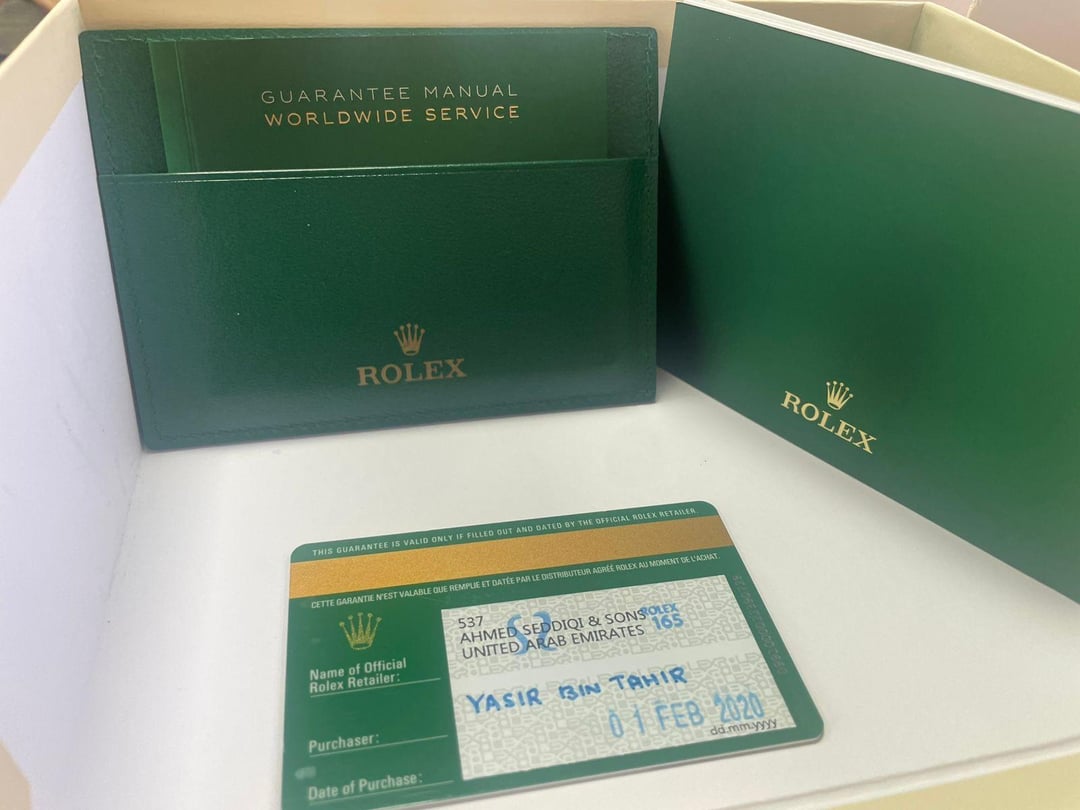 GUARANTEE MANUAL
WORLDWIDE SERVICE
ROLEX
ROLEX
THIS GUARANTEE IS VALID ONLY IF FILLED OUT AND DATED BY THE OFFICIAL ROLEX RETAILER.
CETTE GARANTIE N'EST VALABLE QUE REMPLIE ET DATÉE PAR LE DISTRIBUTEUR AGRÉÉ ROLEX AU MOMENT DE L'ACHAT.
537
AHMED SEDDIQI & SONS
UNITED ARAB EMIRATES
ROLEX
165
Name of Official
Rolex Retailer:
YASIR BIN TAHIR
Purchaser:
01 FEB 2020
dd.mm.yyyy
Date of Purchase: